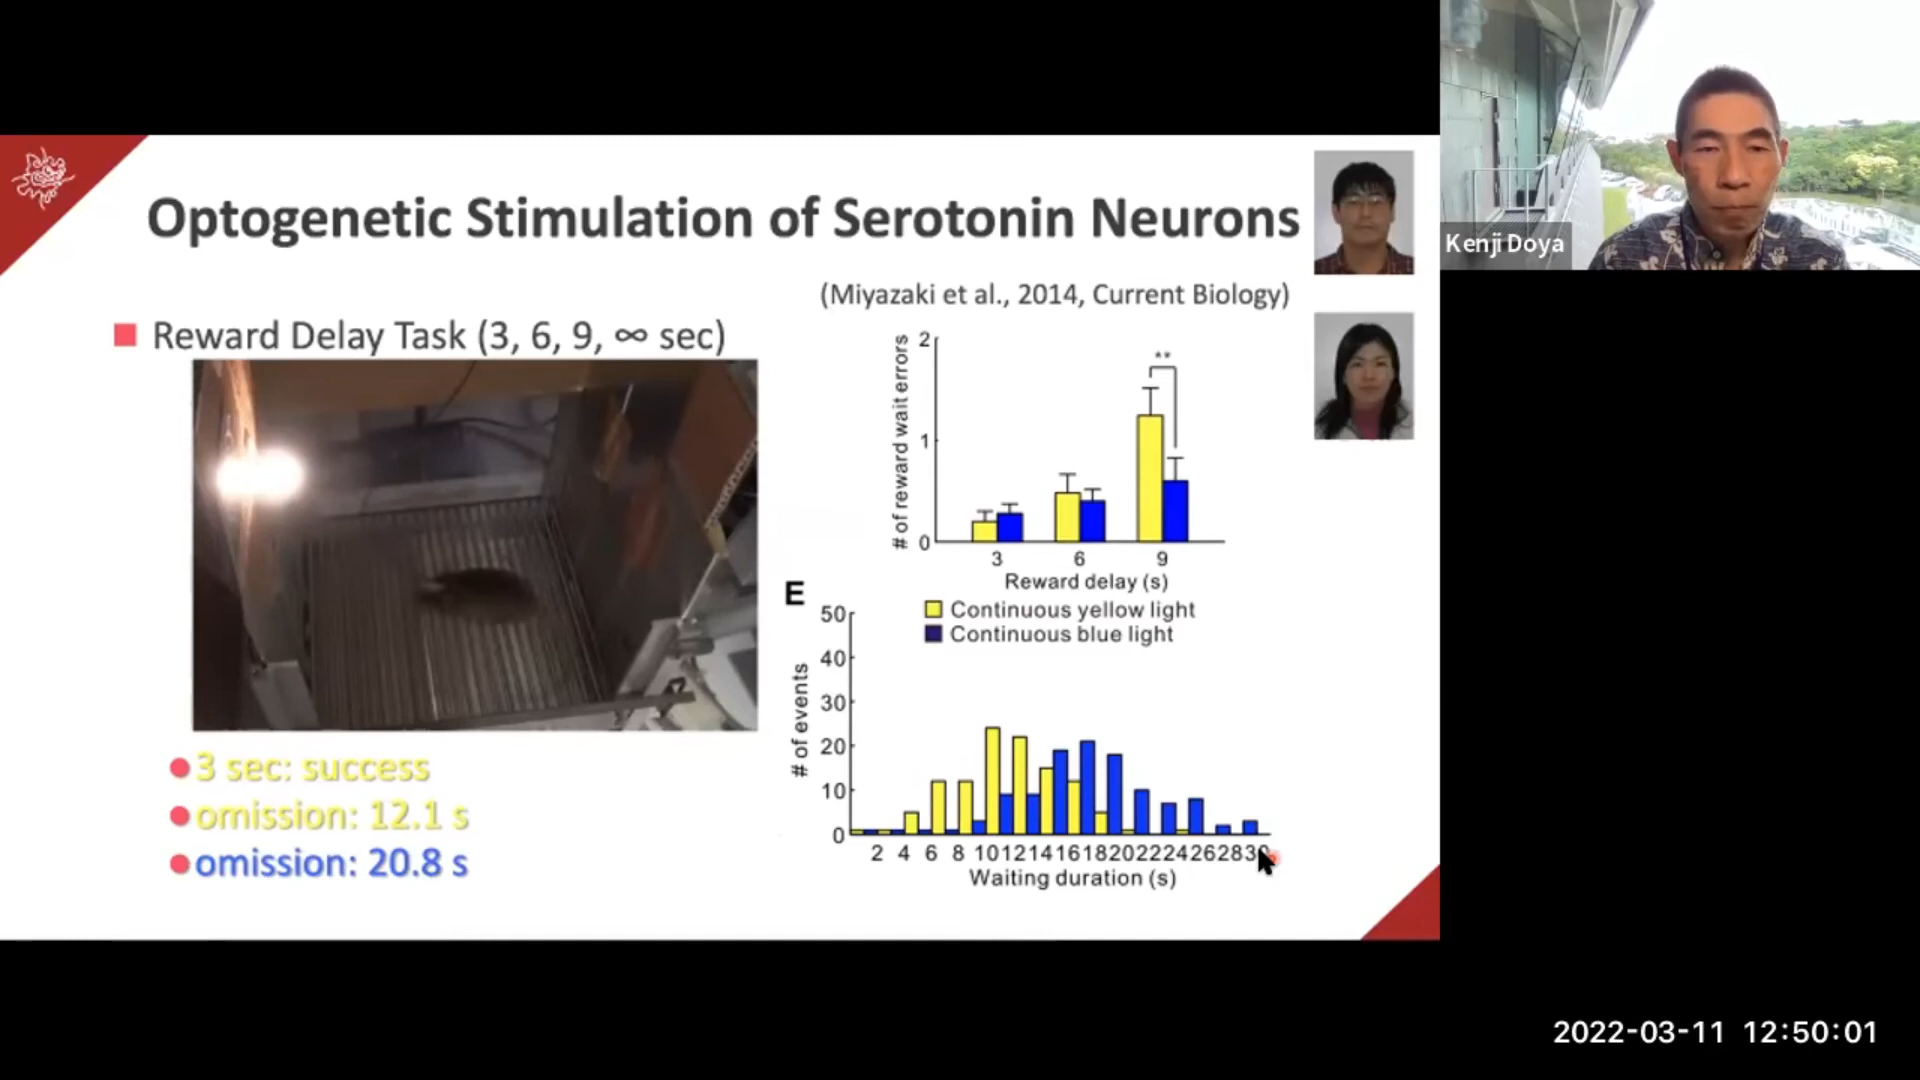 Optogenetic Stimulation of Serotonin Neurons
(Miyazaki et al., 2014, Current Biology)
Reward Delay Task (3, 6, 9, ∞ sec)
3 sec: success
omission: 12.1 s
omission: 20.8 s
# of reward wait errors
2
1
0
**
3 6 9
Reward delay (s)
E
Continuous yellow light
Continuous blue light
# of events
50
40
30
20
10
0
2 4 6 8 10 12 14 16 18 20 22 24 26 28 30
Waiting duration (s)
Kenji Doya
2022-03-11 12:50:01